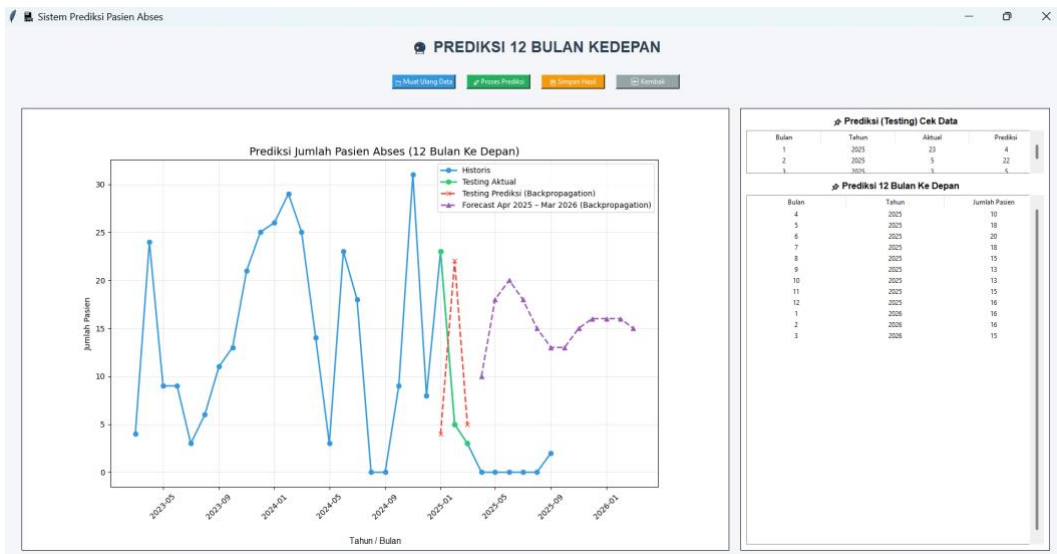 Sistem Prediksi Pasien Abses
PREDIKSI 12 BULAN KEDEPAN
Muat Ulang Data
Proses Prediksi
Simpan Hasil
Kembali
Prediksi Jumlah Pasien Abses (12 Bulan Ke Depan)
Historis
Testing Aktual
Testing Prediksi (Backpropagation)
Forecast Apr 2025 – Mar 2026 (Backpropagation)
30
25
20
15
10
5
0
Jumlah Pasien
2023-05 2023-09 2024-01 2024-05 2024-09 2025-01 2025-05 2025-09 2026-01
Tahun / Bulan
Prediksi (Testing) Cek Data
Bulan Tahun Aktual Prediksi
1 2025 23 4
2 2025 5 22
3 2025 3 5
Prediksi 12 Bulan Ke Depan
Bulan Tahun Jumlah Pasien
4 2025 10
5 2025 18
6 2025 20
7 2025 18
8 2025 15
9 2025 13
10 2025 13
11 2025 15
12 2025 16
1 2026 16
2 2026 16
3 2026 15